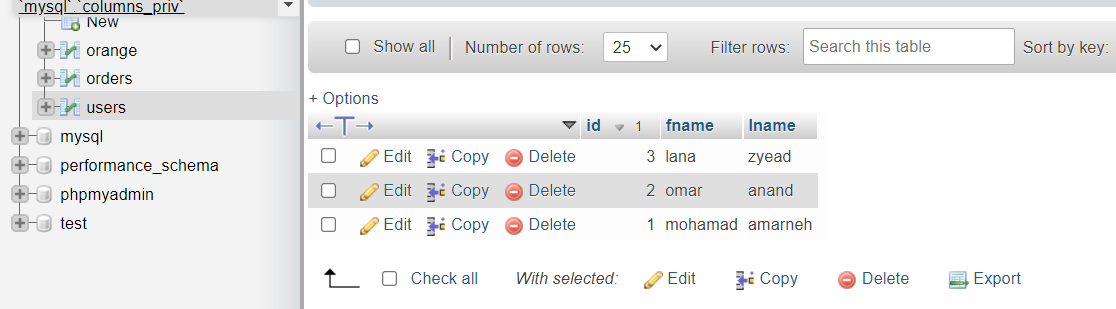 `mysql`.`columns_priv`
New
orange
orders
users
mysql
performance_schema
phpmyadmin
test
Show all Number of rows: 25 Filter rows: Search this table Sort by key:
+ Options
id 1 fname lname
Edit Copy Delete 3 lana zyead
Edit Copy Delete 2 omar anand
Edit Copy Delete 1 mohamad amarneh
Check all With selected: Edit Copy Delete Export